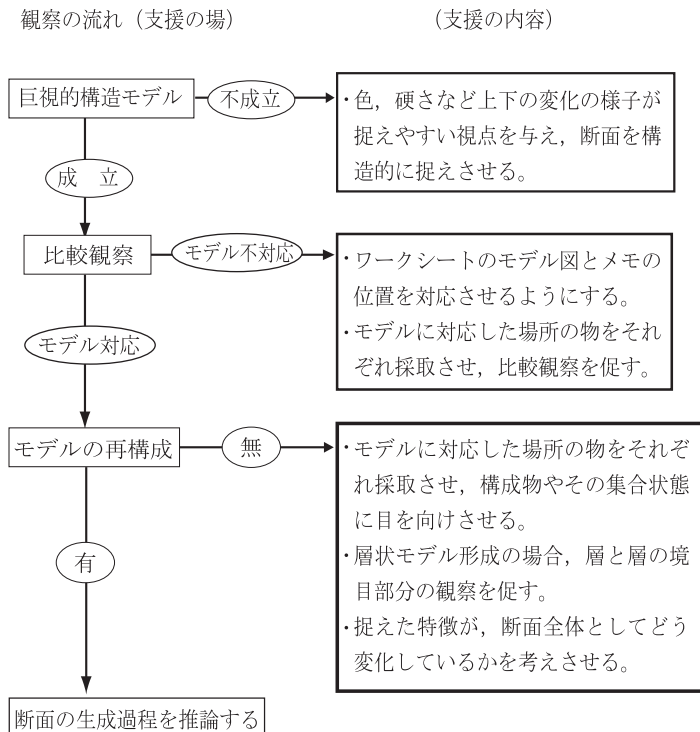 観察の流れ（支援の場）
（支援の内容）
巨視的構造モデル
不成立
・色，硬さなど上下の変化の様子が
捉えやすい視点を与え，断面を構
造的に捉えさせる。
成　立
比較観察
モデル不対応
・ワークシートのモデル図とメモの
位置を対応させるようにする。
・モデルに対応した場所の物をそれ
ぞれ採取させ，比較観察を促す。
モデル対応
モデルの再構成
無
・モデルに対応した場所の物をそれぞ
れ採取させ，構成物やその集合状態
に目を向けさせる。
・層状モデル形成の場合，層と層の境
目部分の観察を促す。
・捉えた特徴が，断面全体としてどう
変化しているかを考えさせる。
有
断面の生成過程を推論する